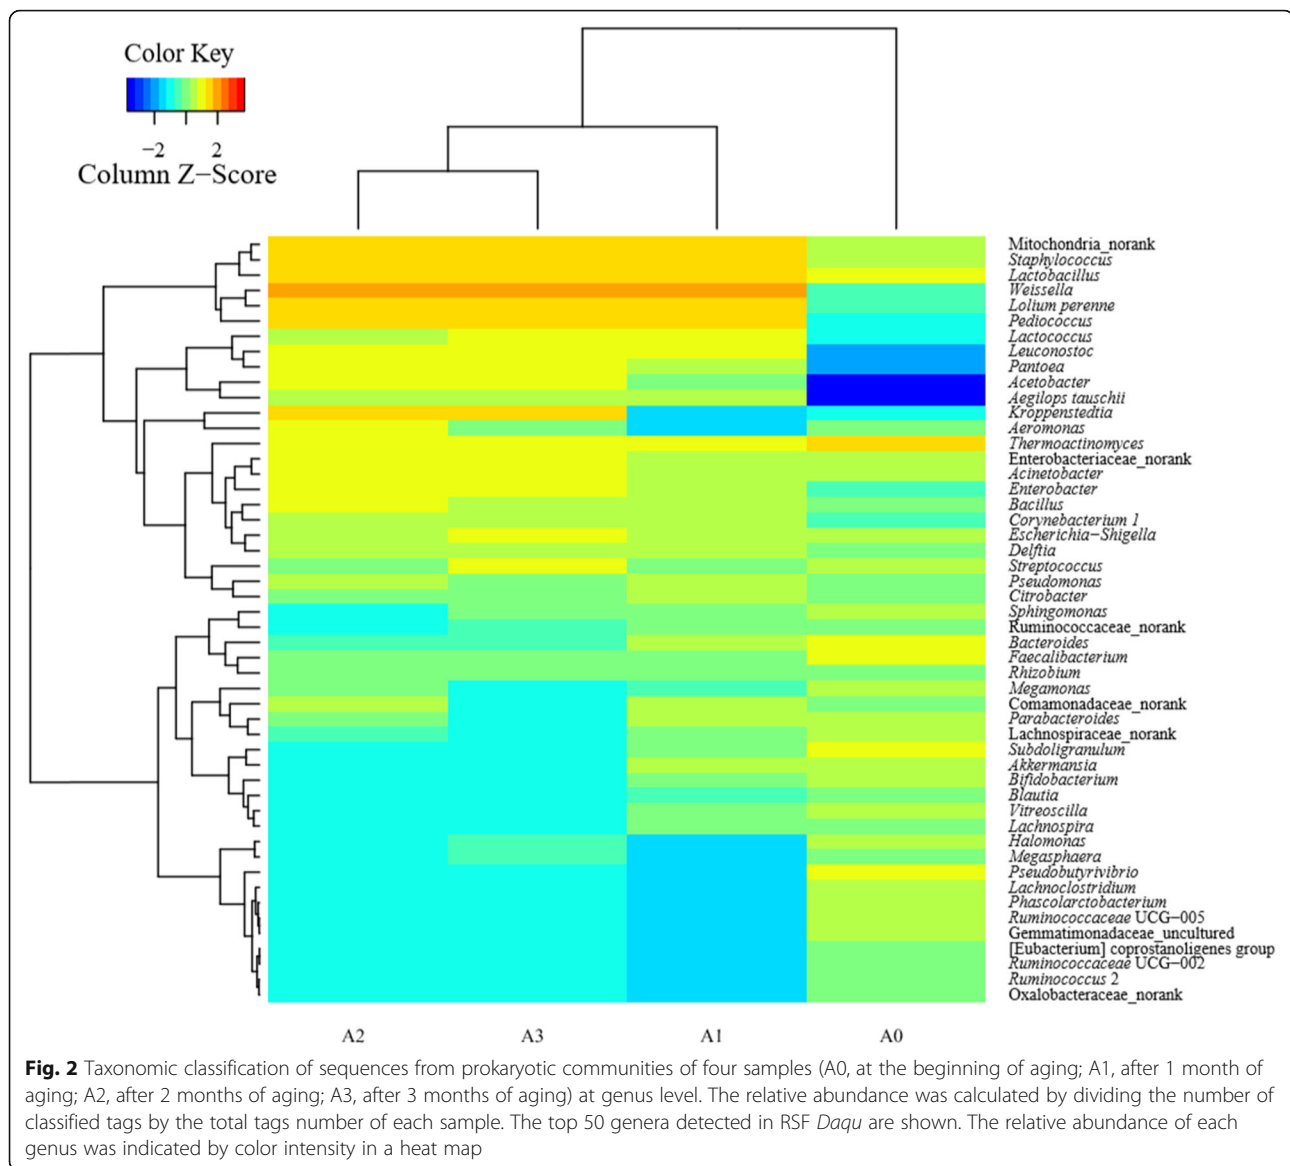 Color Key
−2 2
Column Z−Score
Mitochondria_norank
Staphylococcus
Lactobacillus
Weissella
Lolium perenne
Pediococcus
Lactococcus
Leuconostoc
Pantoea
Acetobacter
Aegilops tauschii
Kroppenstedtia
Aeromonas
Thermoactinomyces
Enterobacteriaceae_norank
Acinetobacter
Enterobacter
Bacillus
Corynebacterium 1
Escherichia−Shigella
Delftia
Streptococcus
Pseudomonas
Citrobacter
Sphingomonas
Ruminococcaceae_norank
Bacteroides
Faecalibacterium
Rhizobium
Megamonas
Comamonadaceae_norank
Parabacteroides
Lachnospiraceae_norank
Subdoligranulum
Akkermansia
Bifidobacterium
Blautia
Vitreoscilla
Lachnospira
Halomonas
Megasphaera
Pseudobutyrivibrio
Lachnoclostridium
Phascolarctobacterium
Ruminococcaceae UCG−005
Gemmatimonadaceae_uncultured
[Eubacterium] coprostanoligenes group
Ruminococcaceae UCG−002
Ruminococcus 2
Oxalobacteraceae_norank
A2 A3 A1 A0
Fig. 2 Taxonomic classification of sequences from prokaryotic communities of four samples (A0, at the beginning of aging; A1, after 1 month of
aging; A2, after 2 months of aging; A3, after 3 months of aging) at genus level. The relative abundance was calculated by dividing the number of
classified tags by the total tags number of each sample. The top 50 genera detected in RSF Daqu are shown. The relative abundance of each
genus was indicated by color intensity in a heat map